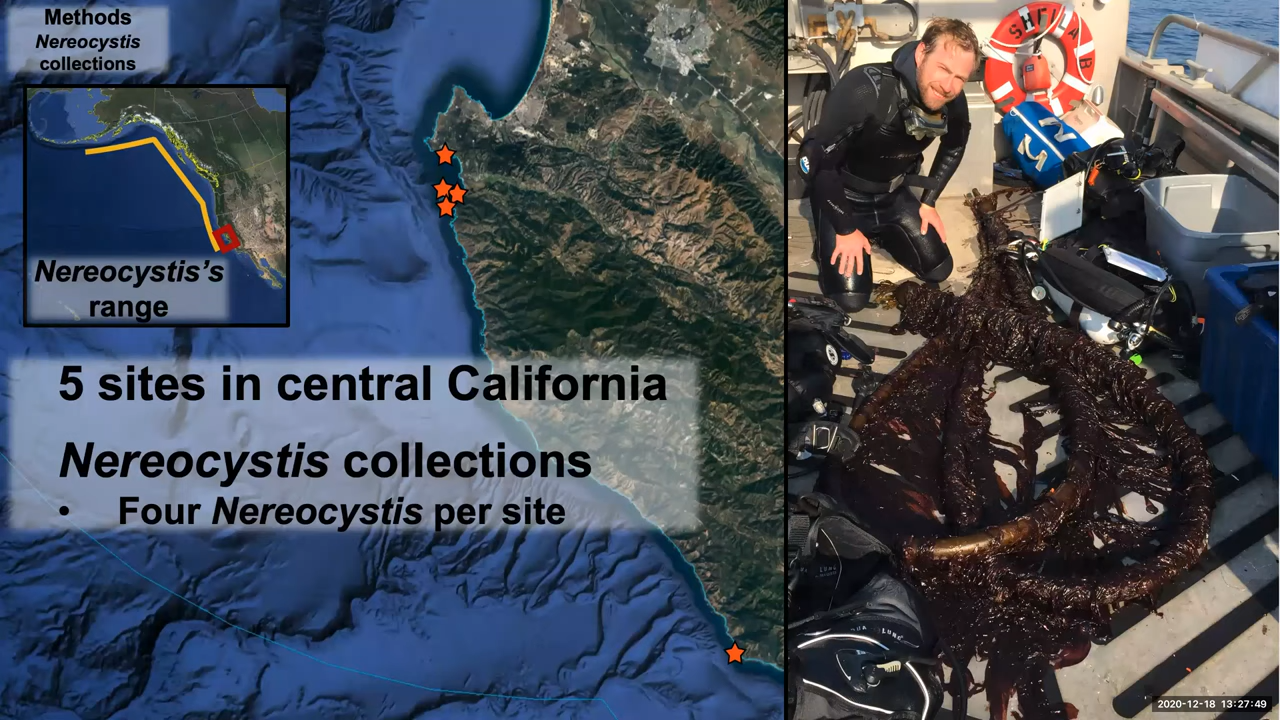 Methods
Nereocystis
collections
Nereocystis's
range
5 sites in central California
Nereocystis collections
• Four Nereocystis per site
SHEILA B
2020-12-18 13:27:49